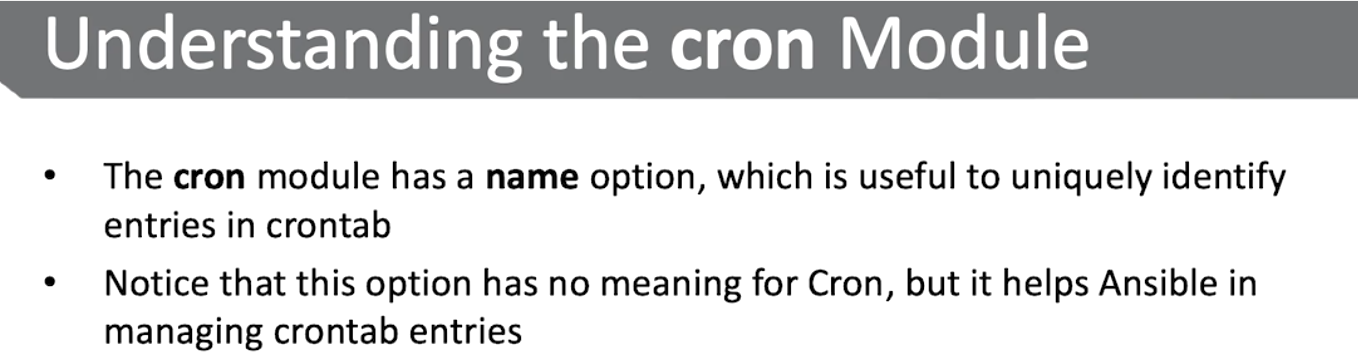 Understanding the cron Module
• The cron module has a name option, which is useful to uniquely identify
entries in crontab
• Notice that this option has no meaning for Cron, but it helps Ansible in
managing crontab entries